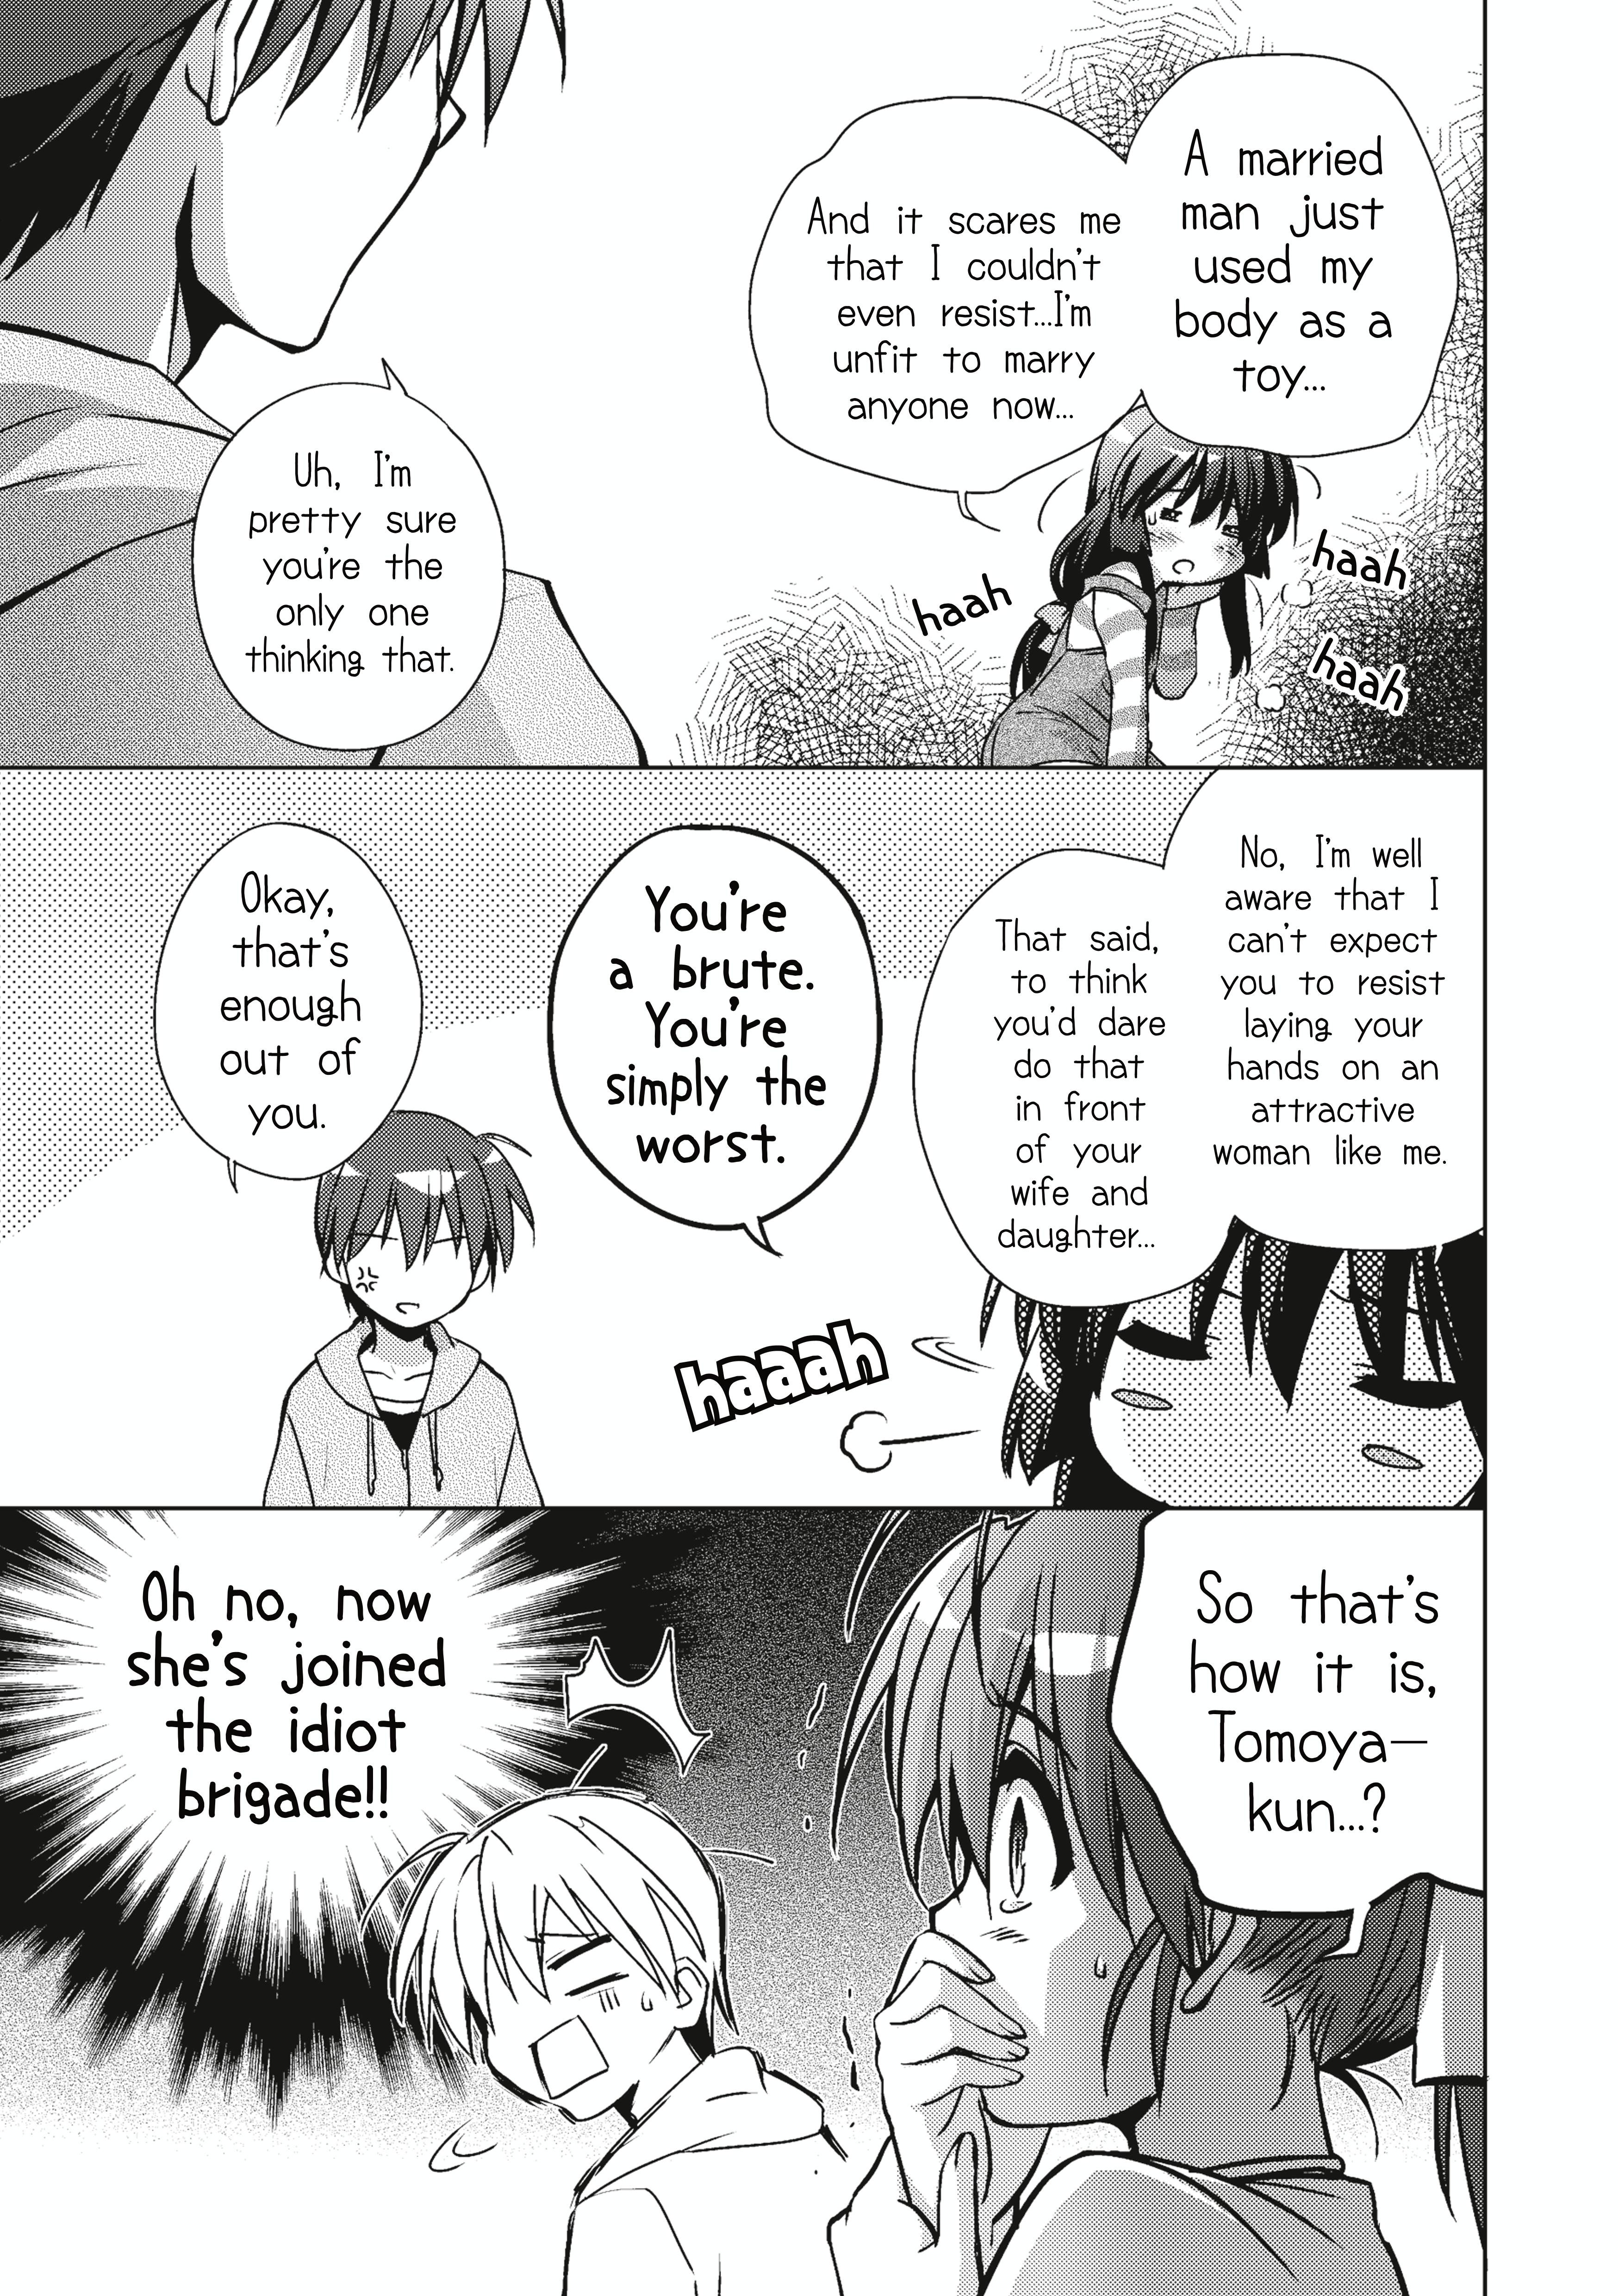 A married
man just
used my
body as a
toy...
And it scares me
that I couldn't
even resist...I'm
unfit to marry
anyone now...
haah
haah
haah
Uh, I'm
pretty sure
you're the
only one
thinking that.
No, I'm well
aware that I
can't expect
you to resist
laying your
hands on an
attractive
woman like me.
That said,
to think
you'd dare
do that
in front
of your
wife and
daughter...
You're
a brute.
You're
simply the
worst.
haaah
Okay,
that's
enough
out of
you.
So that's
how it is,
Tomoya—
kun...?
Oh no, now
she's joined
the idiot
brigade!!